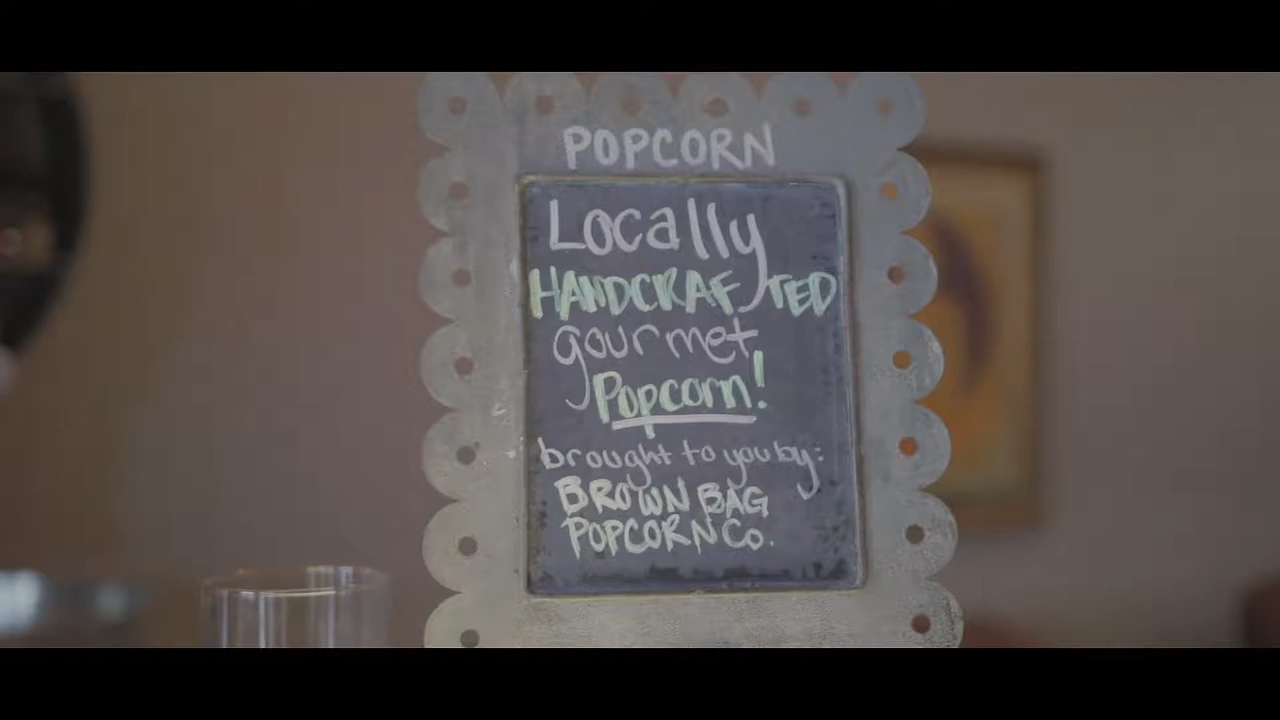 POPCORN
Locally
HANDCRAFTED
gourmet
Popcorn!
brought to you by:
BROWN BAG
POPCORN Co.